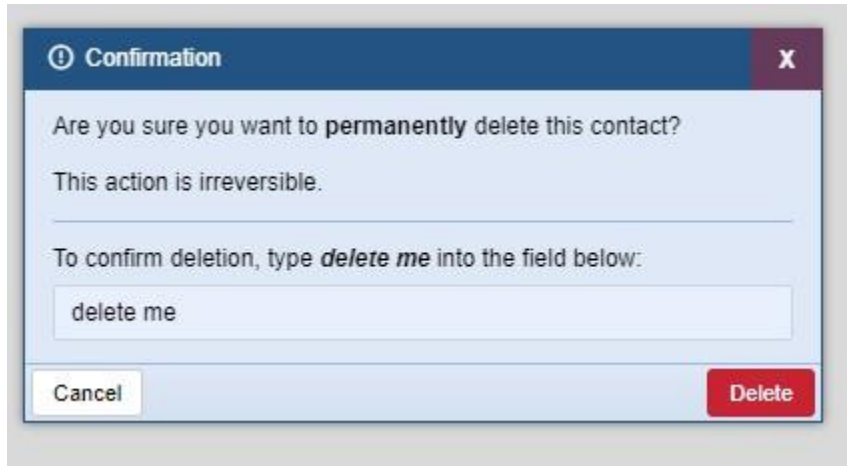 Confirmation
X
Are you sure you want to permanently delete this contact?
This action is irreversible.
To confirm deletion, type delete me into the field below:
delete me
Cancel
Delete